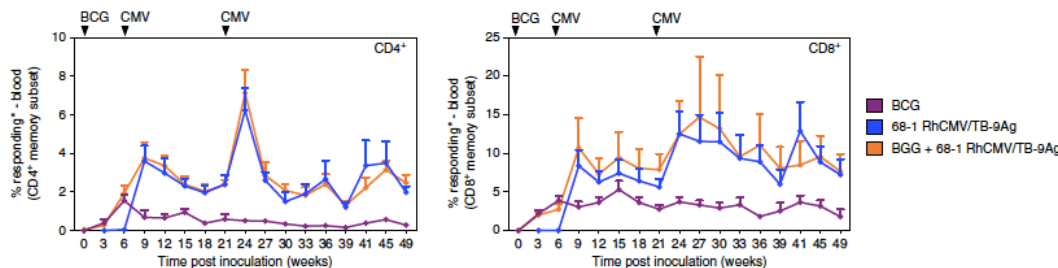 BCG CMV CMV
CD4+
% responding* - blood
(CD4+ memory subset)
10
8
6
4
2
0
0 3 6 9 12 15 18 21 24 27 30 33 36 39 41 45 49
Time post inoculation (weeks)
BCG CMV CMV
CD8+
% responding* - blood
(CD8+ memory subset)
25
20
15
10
5
0
0 3 6 9 12 15 18 21 24 27 30 33 36 39 41 45 49
Time post inoculation (weeks)
BCG
68-1 RhCMV/TB-9Ag
BGG + 68-1 RhCMV/TB-9Ag